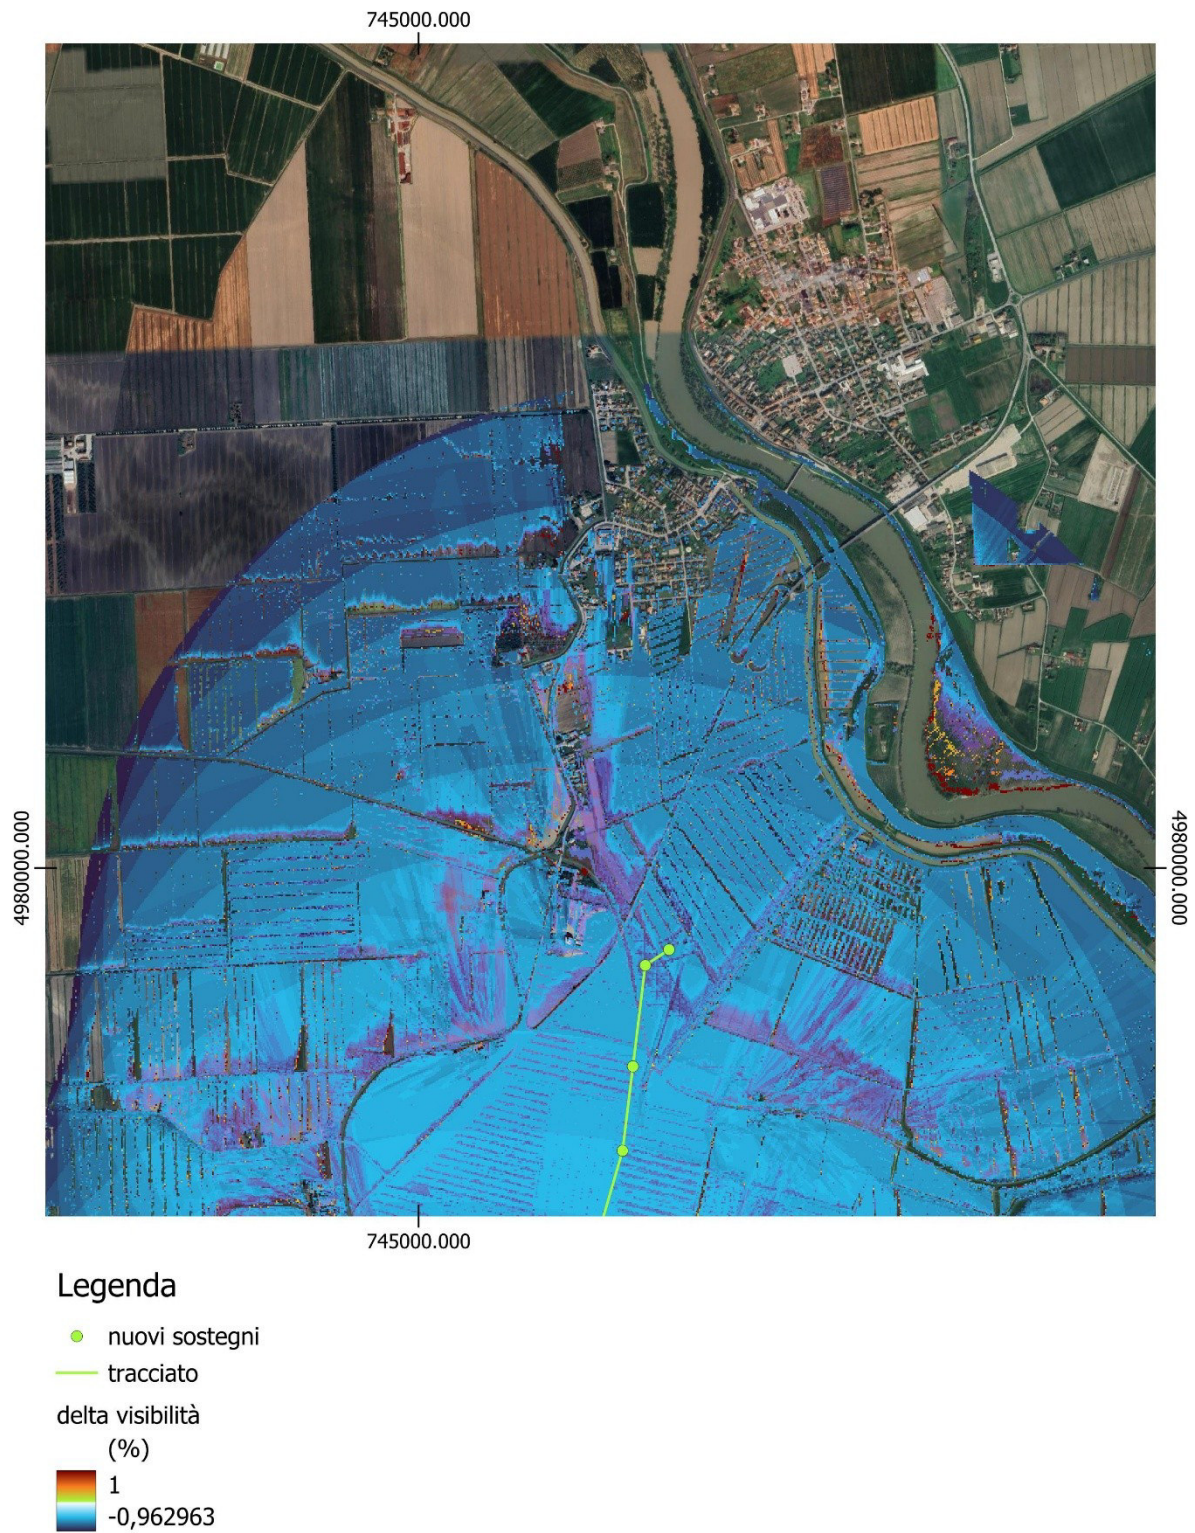 745000.000
4980000.000
4980000.000
745000.000
Legenda
nuovi sostegni
tracciato
delta visibilità
(%)
1
-0,962963